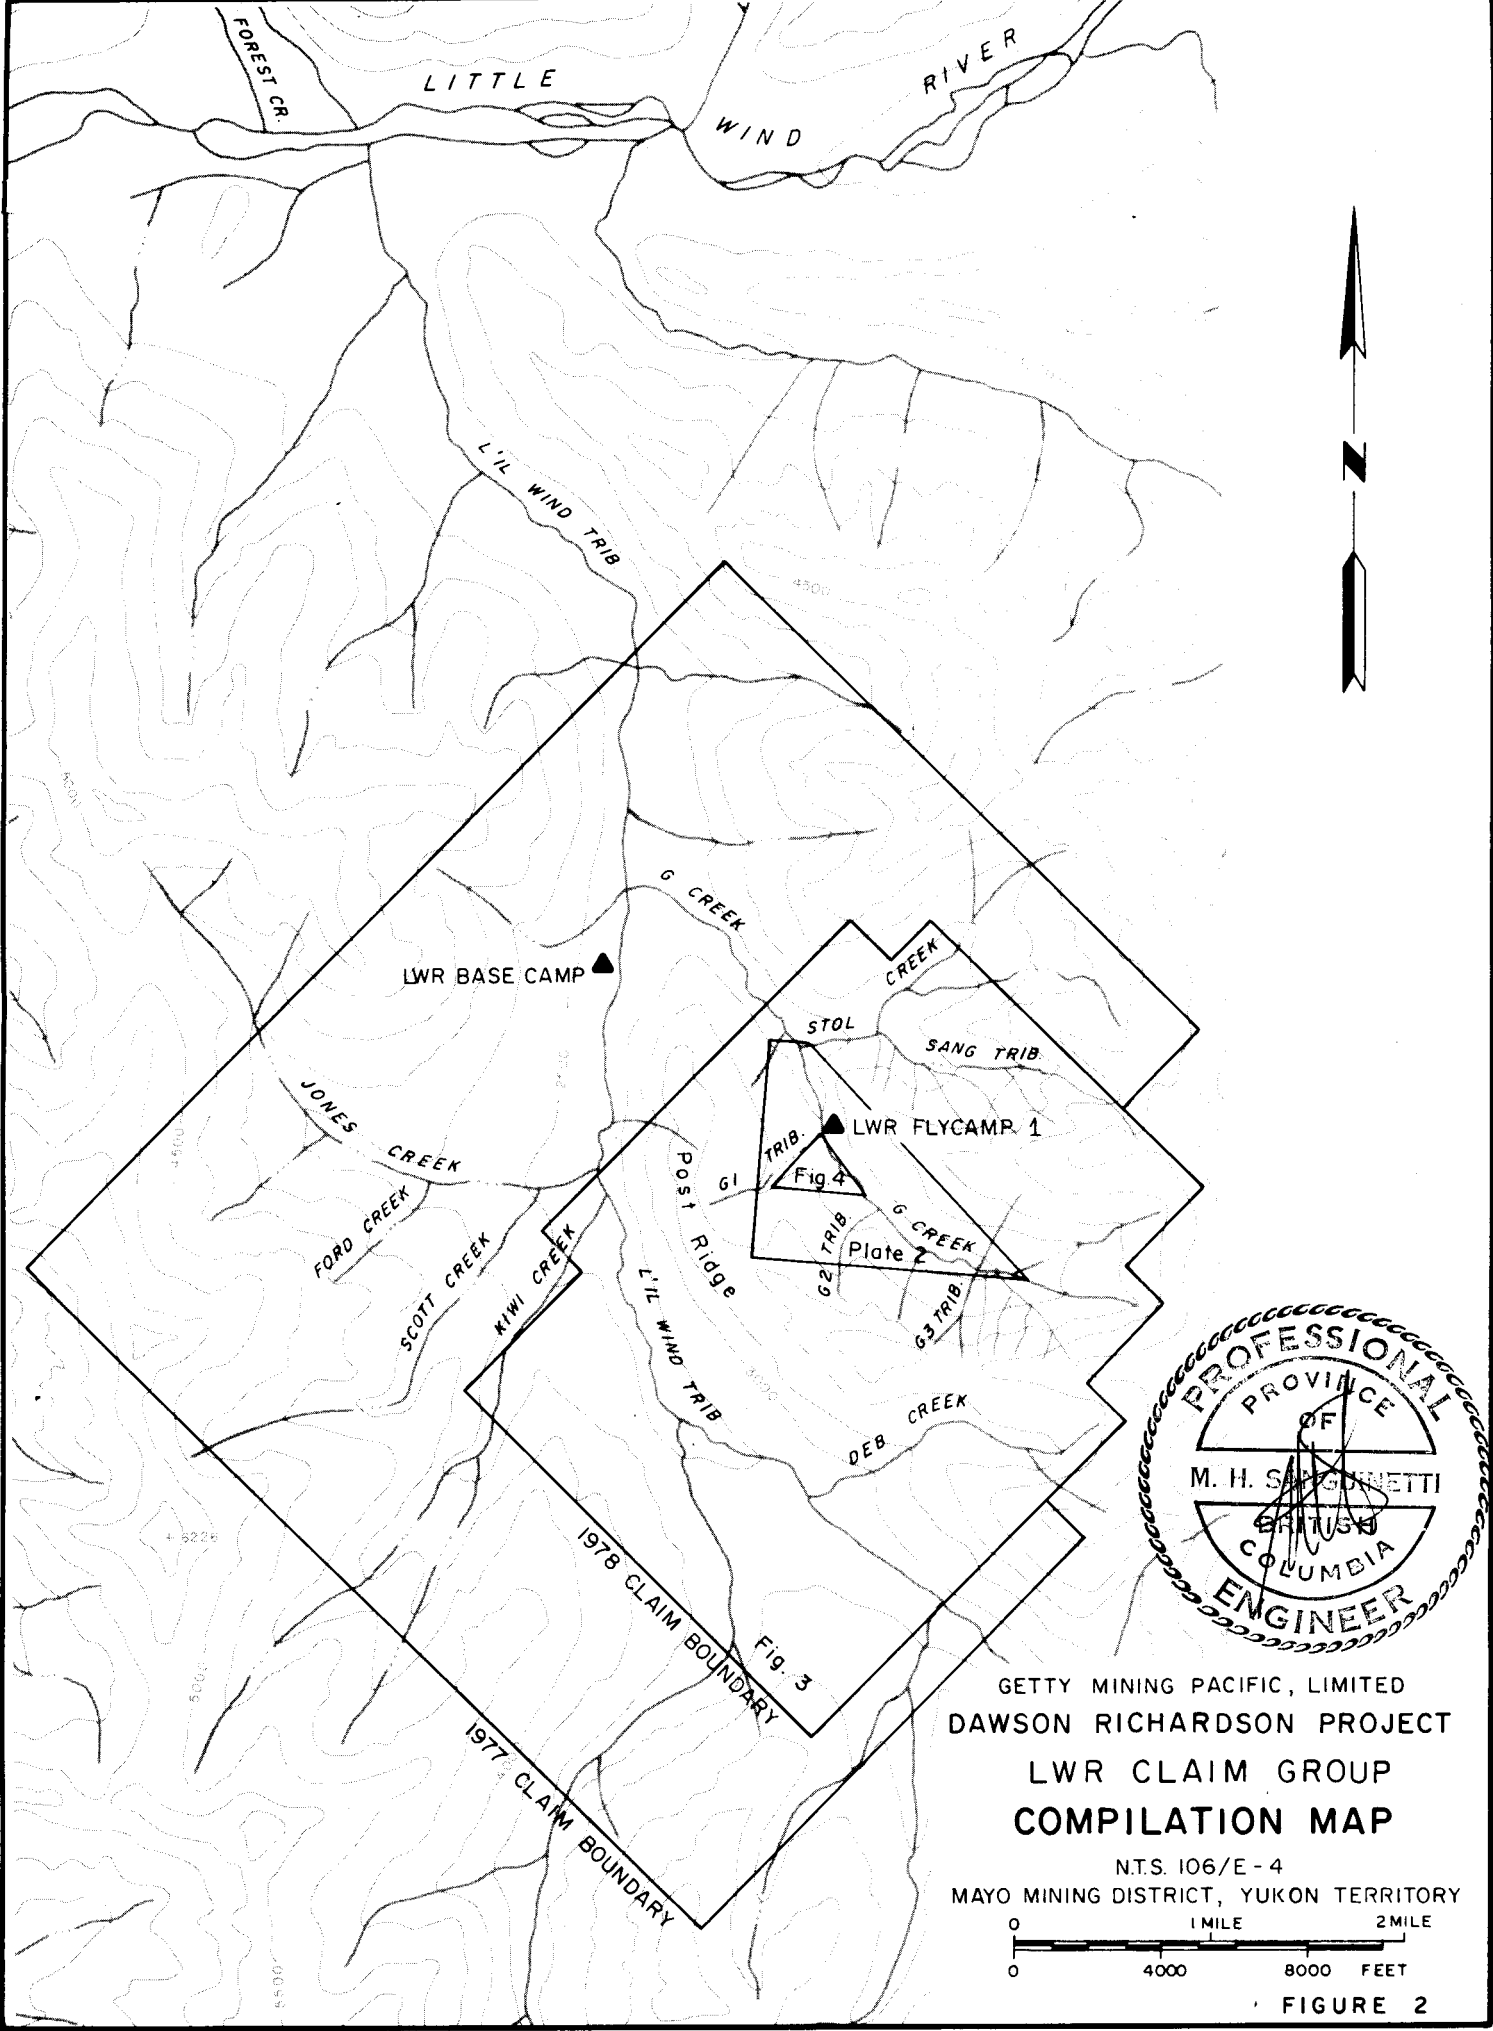 FOREST CR.
LITTLE
WIND
RIVER
N
L'IL WIND TRIB
4500
G CREEK
LWR BASE CAMP
STOL
CREEK
SANG TRIB.
LWR FLYCAMP 1
JONES
CREEK
G1 TRIB.
Fig.4
Post Ridge
G CREEK
Plate 2
G2 TRIB.
G3 TRIB.
FORD CREEK
SCOTT CREEK
KIWI CREEK
L'IL WIND TRIB
DEB CREEK
+ 6226
1978 CLAIM BOUNDARY
Fig. 3
1977 CLAIM BOUNDARY
PROFESSIONAL
PROVINCE
OF
M. H. SANGUINETTI
BRITISH
COLUMBIA
ENGINEER
GETTY MINING PACIFIC, LIMITED
DAWSON RICHARDSON PROJECT
LWR CLAIM GROUP
COMPILATION MAP
N.T.S. 106/E - 4
MAYO MINING DISTRICT, YUKON TERRITORY
0 1 MILE 2 MILE
0 4000 8000 FEET
FIGURE 2